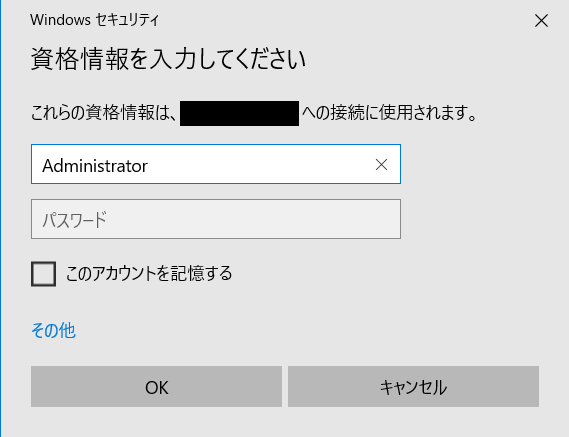 Windows セキュリティ
資格情報を入力してください
これらの資格情報は、 への接続に使用されます。
Administrator
パスワード
このアカウントを記憶する
その他
OK
キャンセル